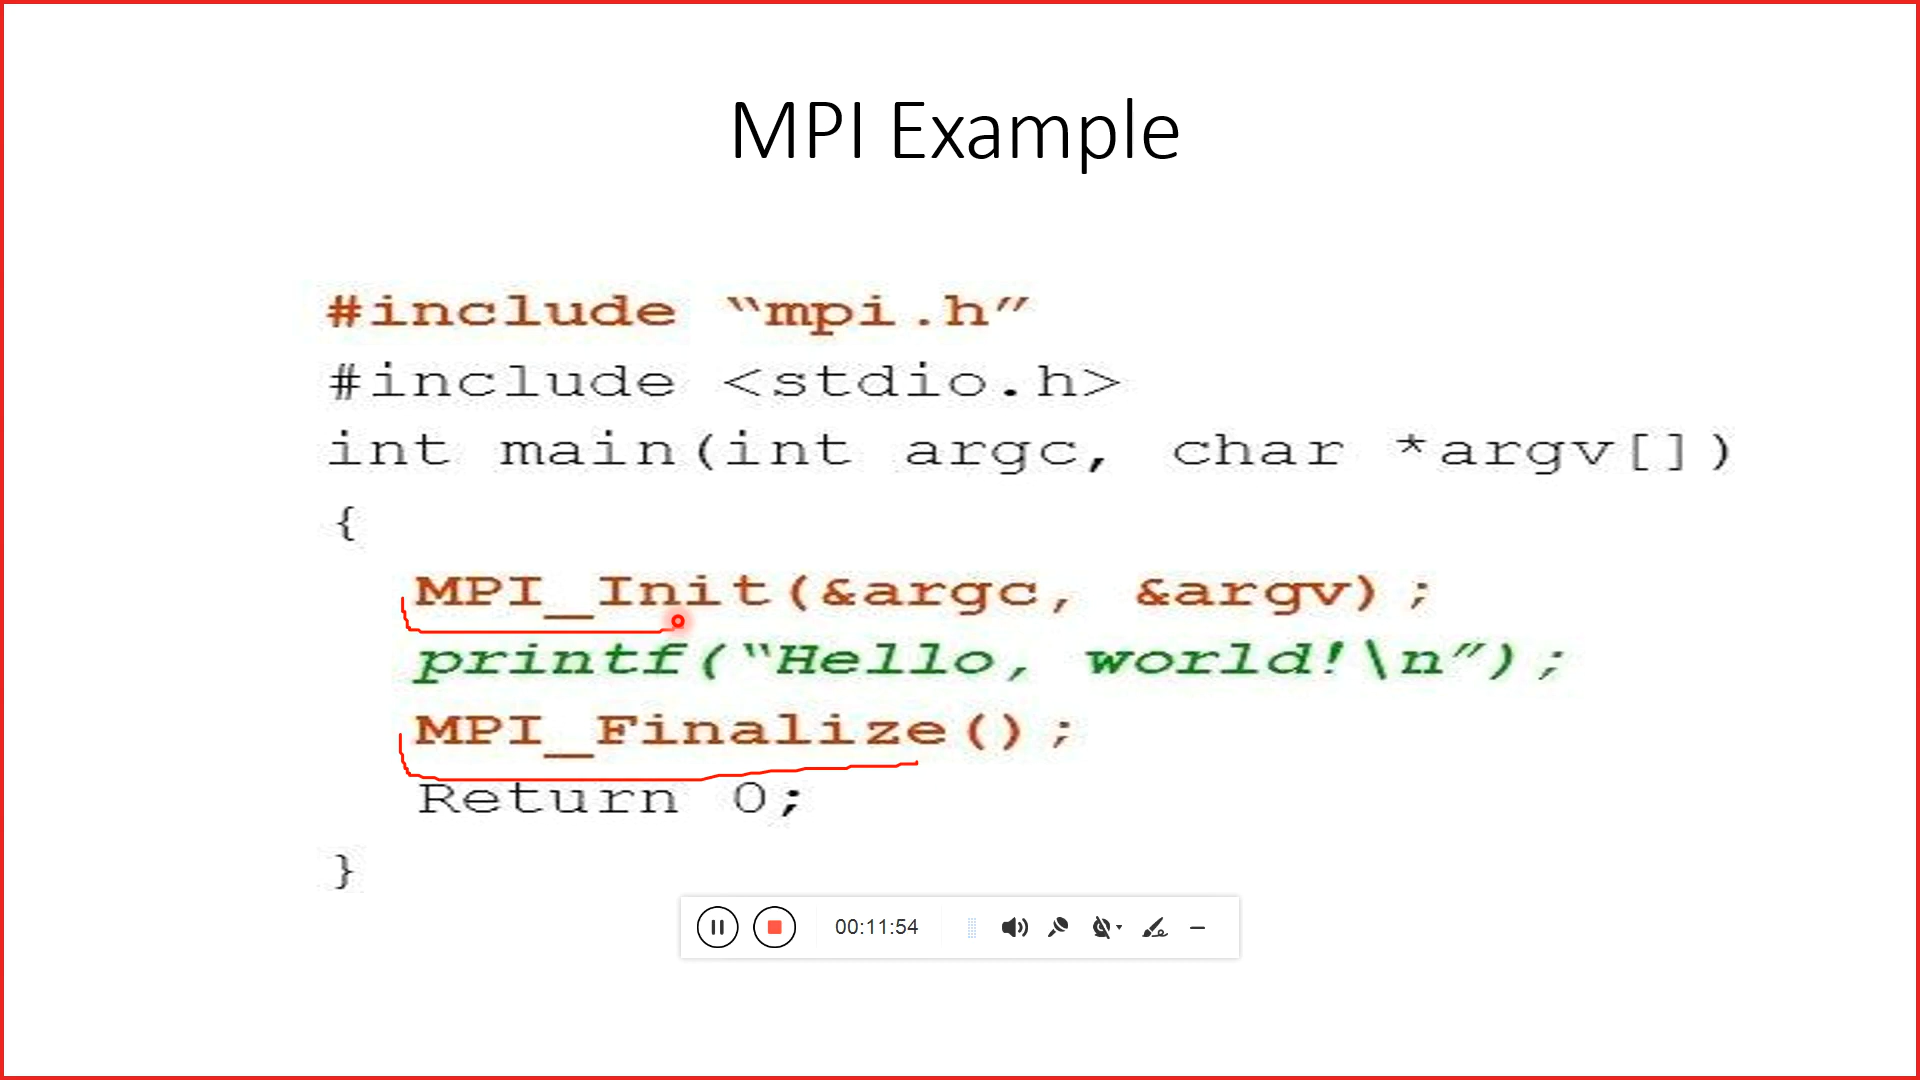 MPI Example
#include “mpi.h”
#include <stdio.h>
int main(int argc, char *argv[])
{
MPI_Init(&argc, &argv);
printf(“Hello, world!\n”);
MPI_Finalize();
Return 0;
}
00:11:54